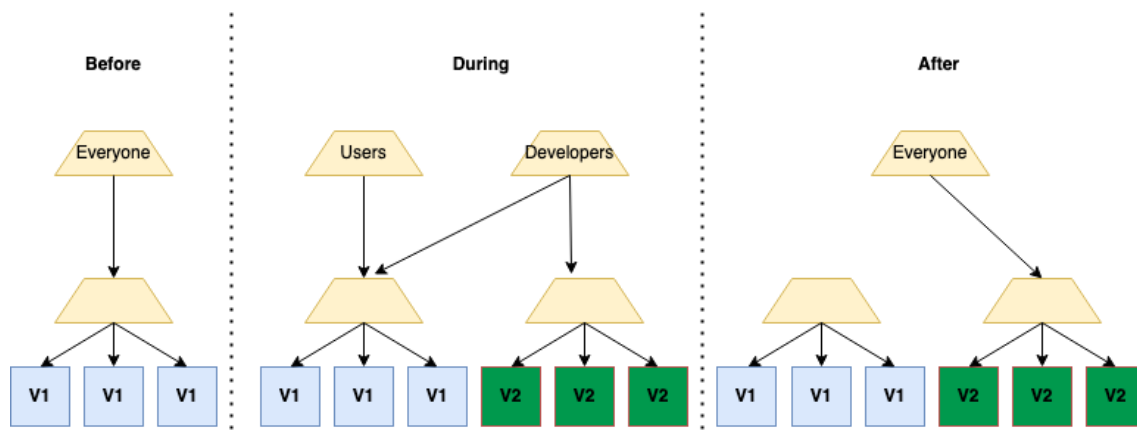 Before
During
After
Everyone
Users
Developers
Everyone
V1
V1
V1
V1
V1
V1
V2
V2
V2
V1
V1
V1
V2
V2
V2